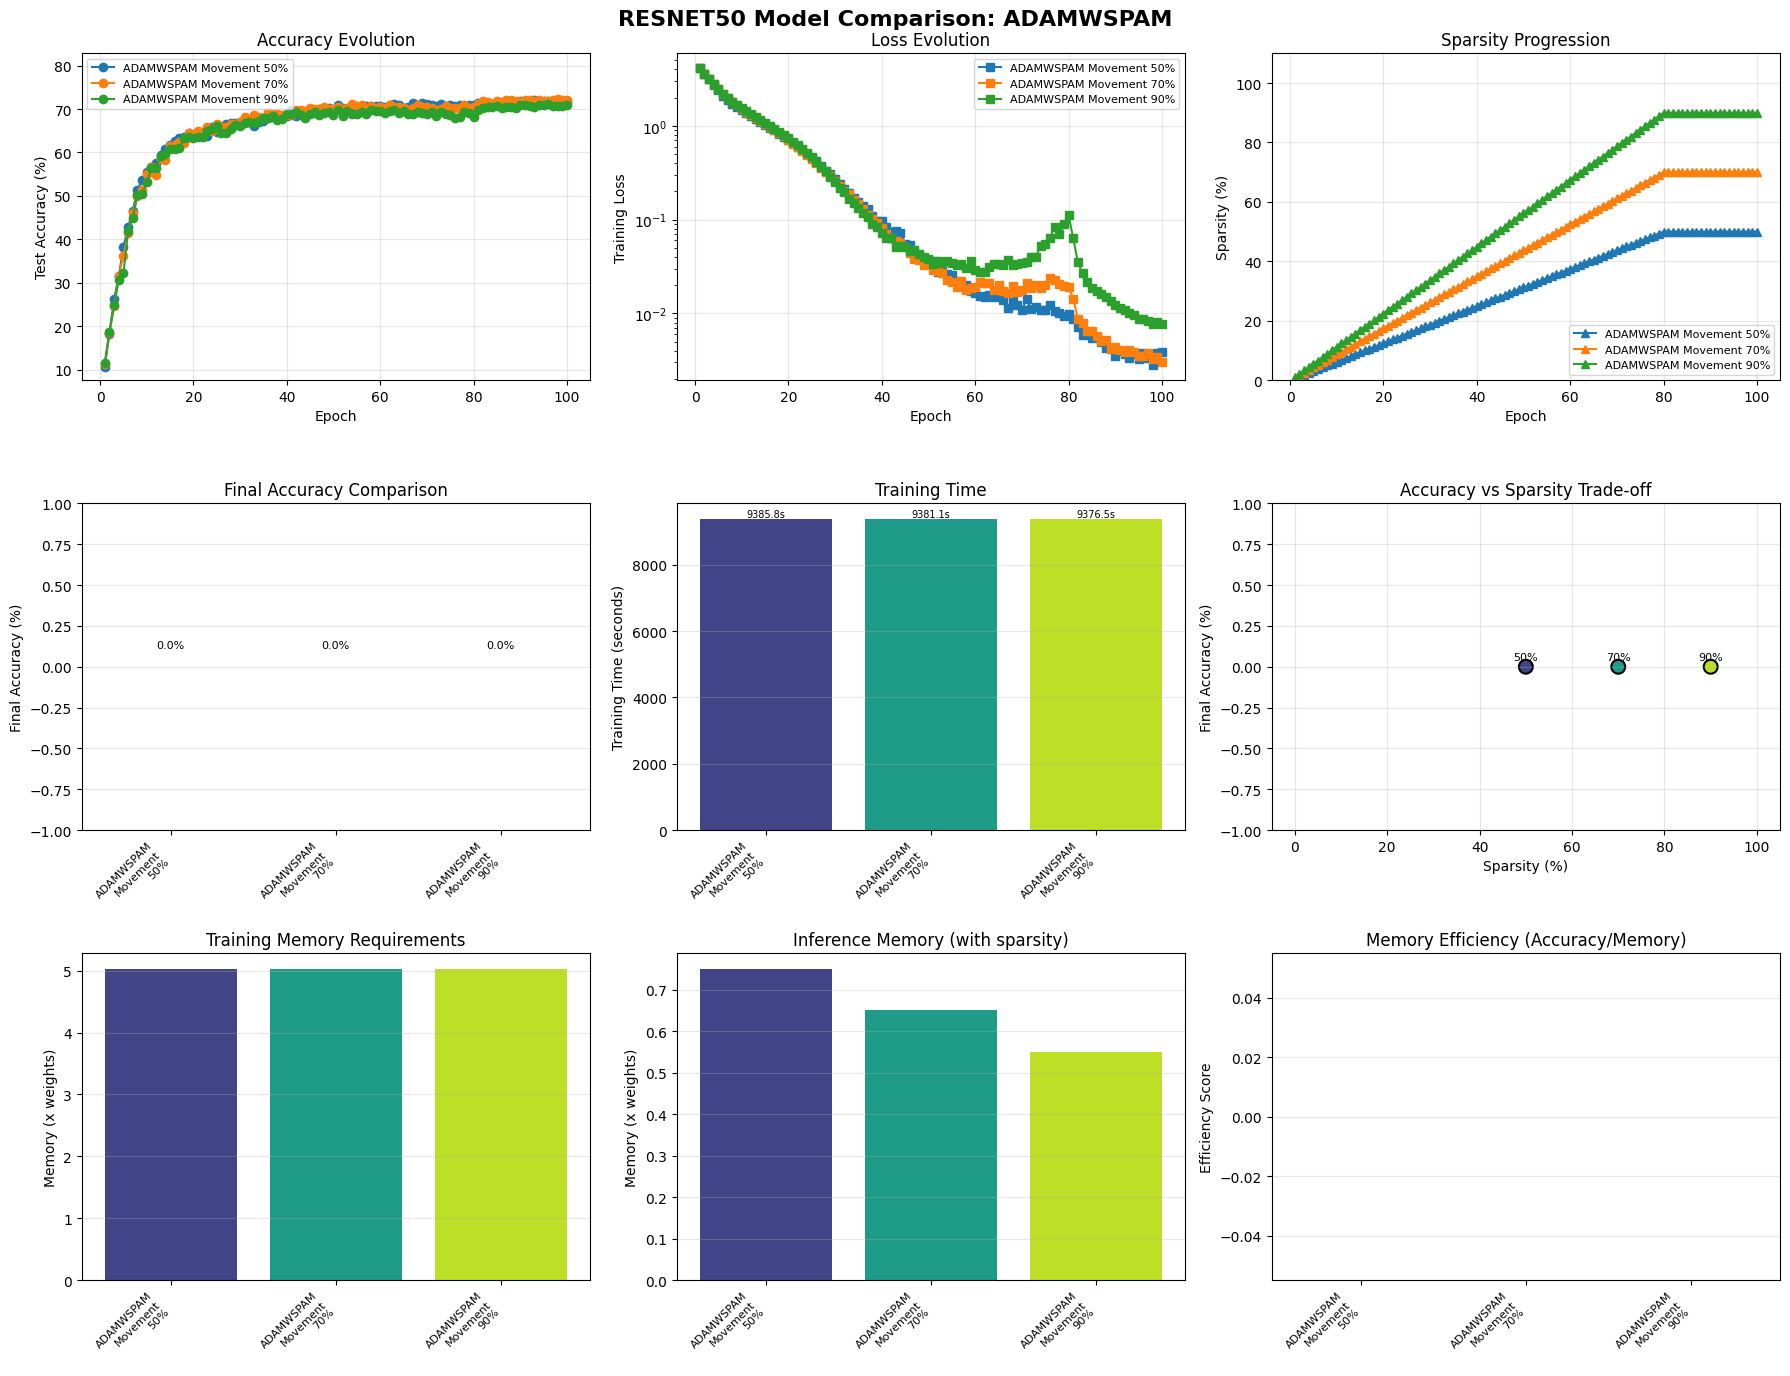 RESNET50 Model Comparison: ADAMWSPAM
Accuracy Evolution
Test Accuracy (%)
80
70
60
50
40
30
20
10
ADAMWSPAM Movement 50%
ADAMWSPAM Movement 70%
ADAMWSPAM Movement 90%
0 20 40 60 80 100
Epoch
Loss Evolution
Training Loss
10⁰
10⁻¹
10⁻²
ADAMWSPAM Movement 50%
ADAMWSPAM Movement 70%
ADAMWSPAM Movement 90%
0 20 40 60 80 100
Epoch
Sparsity Progression
Sparsity (%)
100
80
60
40
20
0
ADAMWSPAM Movement 50%
ADAMWSPAM Movement 70%
ADAMWSPAM Movement 90%
0 20 40 60 80 100
Epoch
Final Accuracy Comparison
Final Accuracy (%)
1.00
0.75
0.50
0.25
0.00
−0.25
−0.50
−0.75
−1.00
0.0% 0.0% 0.0%
ADAMWSPAM
Movement
50%
ADAMWSPAM
Movement
70%
ADAMWSPAM
Movement
90%
Training Time
Training Time (seconds)
8000
6000
4000
2000
0
9385.8s 9381.1s 9376.5s
ADAMWSPAM
Movement
50%
ADAMWSPAM
Movement
70%
ADAMWSPAM
Movement
90%
Accuracy vs Sparsity Trade-off
Final Accuracy (%)
1.00
0.75
0.50
0.25
0.00
−0.25
−0.50
−0.75
−1.00
50% 70% 90%
0 20 40 60 80 100
Sparsity (%)
Training Memory Requirements
Memory (x weights)
5
4
3
2
1
0
ADAMWSPAM
Movement
50%
ADAMWSPAM
Movement
70%
ADAMWSPAM
Movement
90%
Inference Memory (with sparsity)
Memory (x weights)
0.7
0.6
0.5
0.4
0.3
0.2
0.1
0.0
ADAMWSPAM
Movement
50%
ADAMWSPAM
Movement
70%
ADAMWSPAM
Movement
90%
Memory Efficiency (Accuracy/Memory)
Efficiency Score
0.04
0.02
0.00
−0.02
−0.04
ADAMWSPAM
Movement
50%
ADAMWSPAM
Movement
70%
ADAMWSPAM
Movement
90%